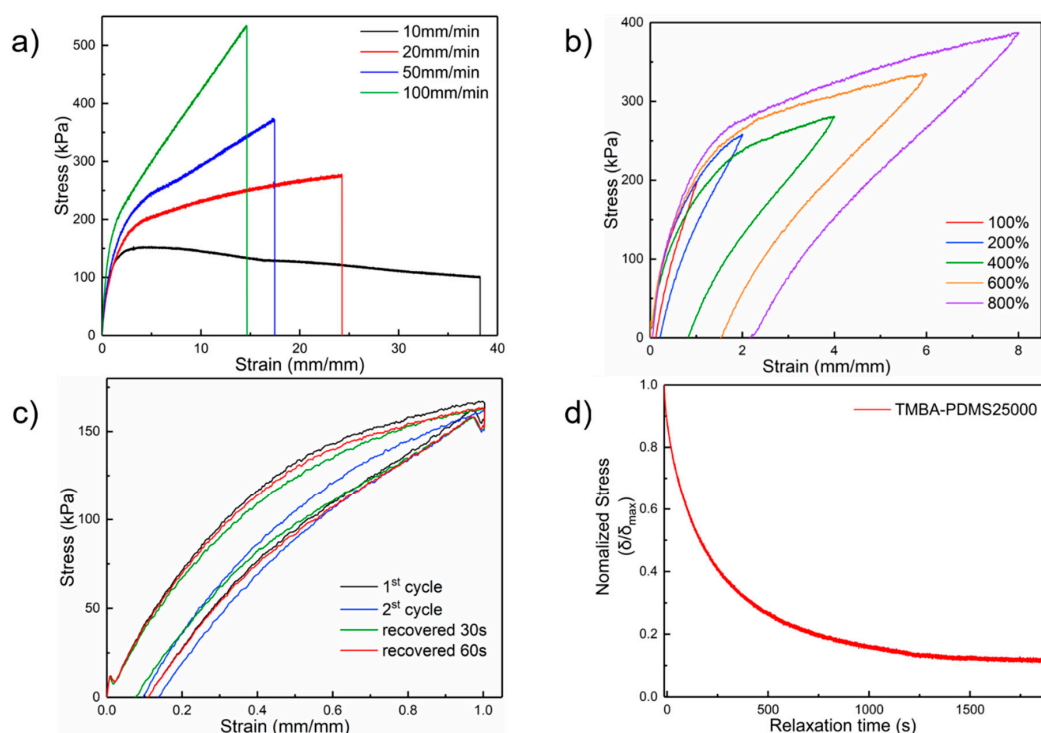 a)
500
400
300
200
100
0
Stress (kPa)
10mm/min
20mm/min
50mm/min
100mm/min
0 10 20 30 40
Strain (mm/mm)
b)
400
300
200
100
0
Stress (kPa)
100%
200%
400%
600%
800%
0 2 4 6 8
Strain (mm/mm)
c)
150
100
50
0
Stress (kPa)
1st cycle
2st cycle
recovered 30s
recovered 60s
0.0 0.2 0.4 0.6 0.8 1.0
Strain (mm/mm)
d)
1.0
0.8
0.6
0.4
0.2
0.0
Nomalized Stress
(δ/δmax)
TMBA-PDMS25000
0 500 1000 1500
Relaxation time (s)